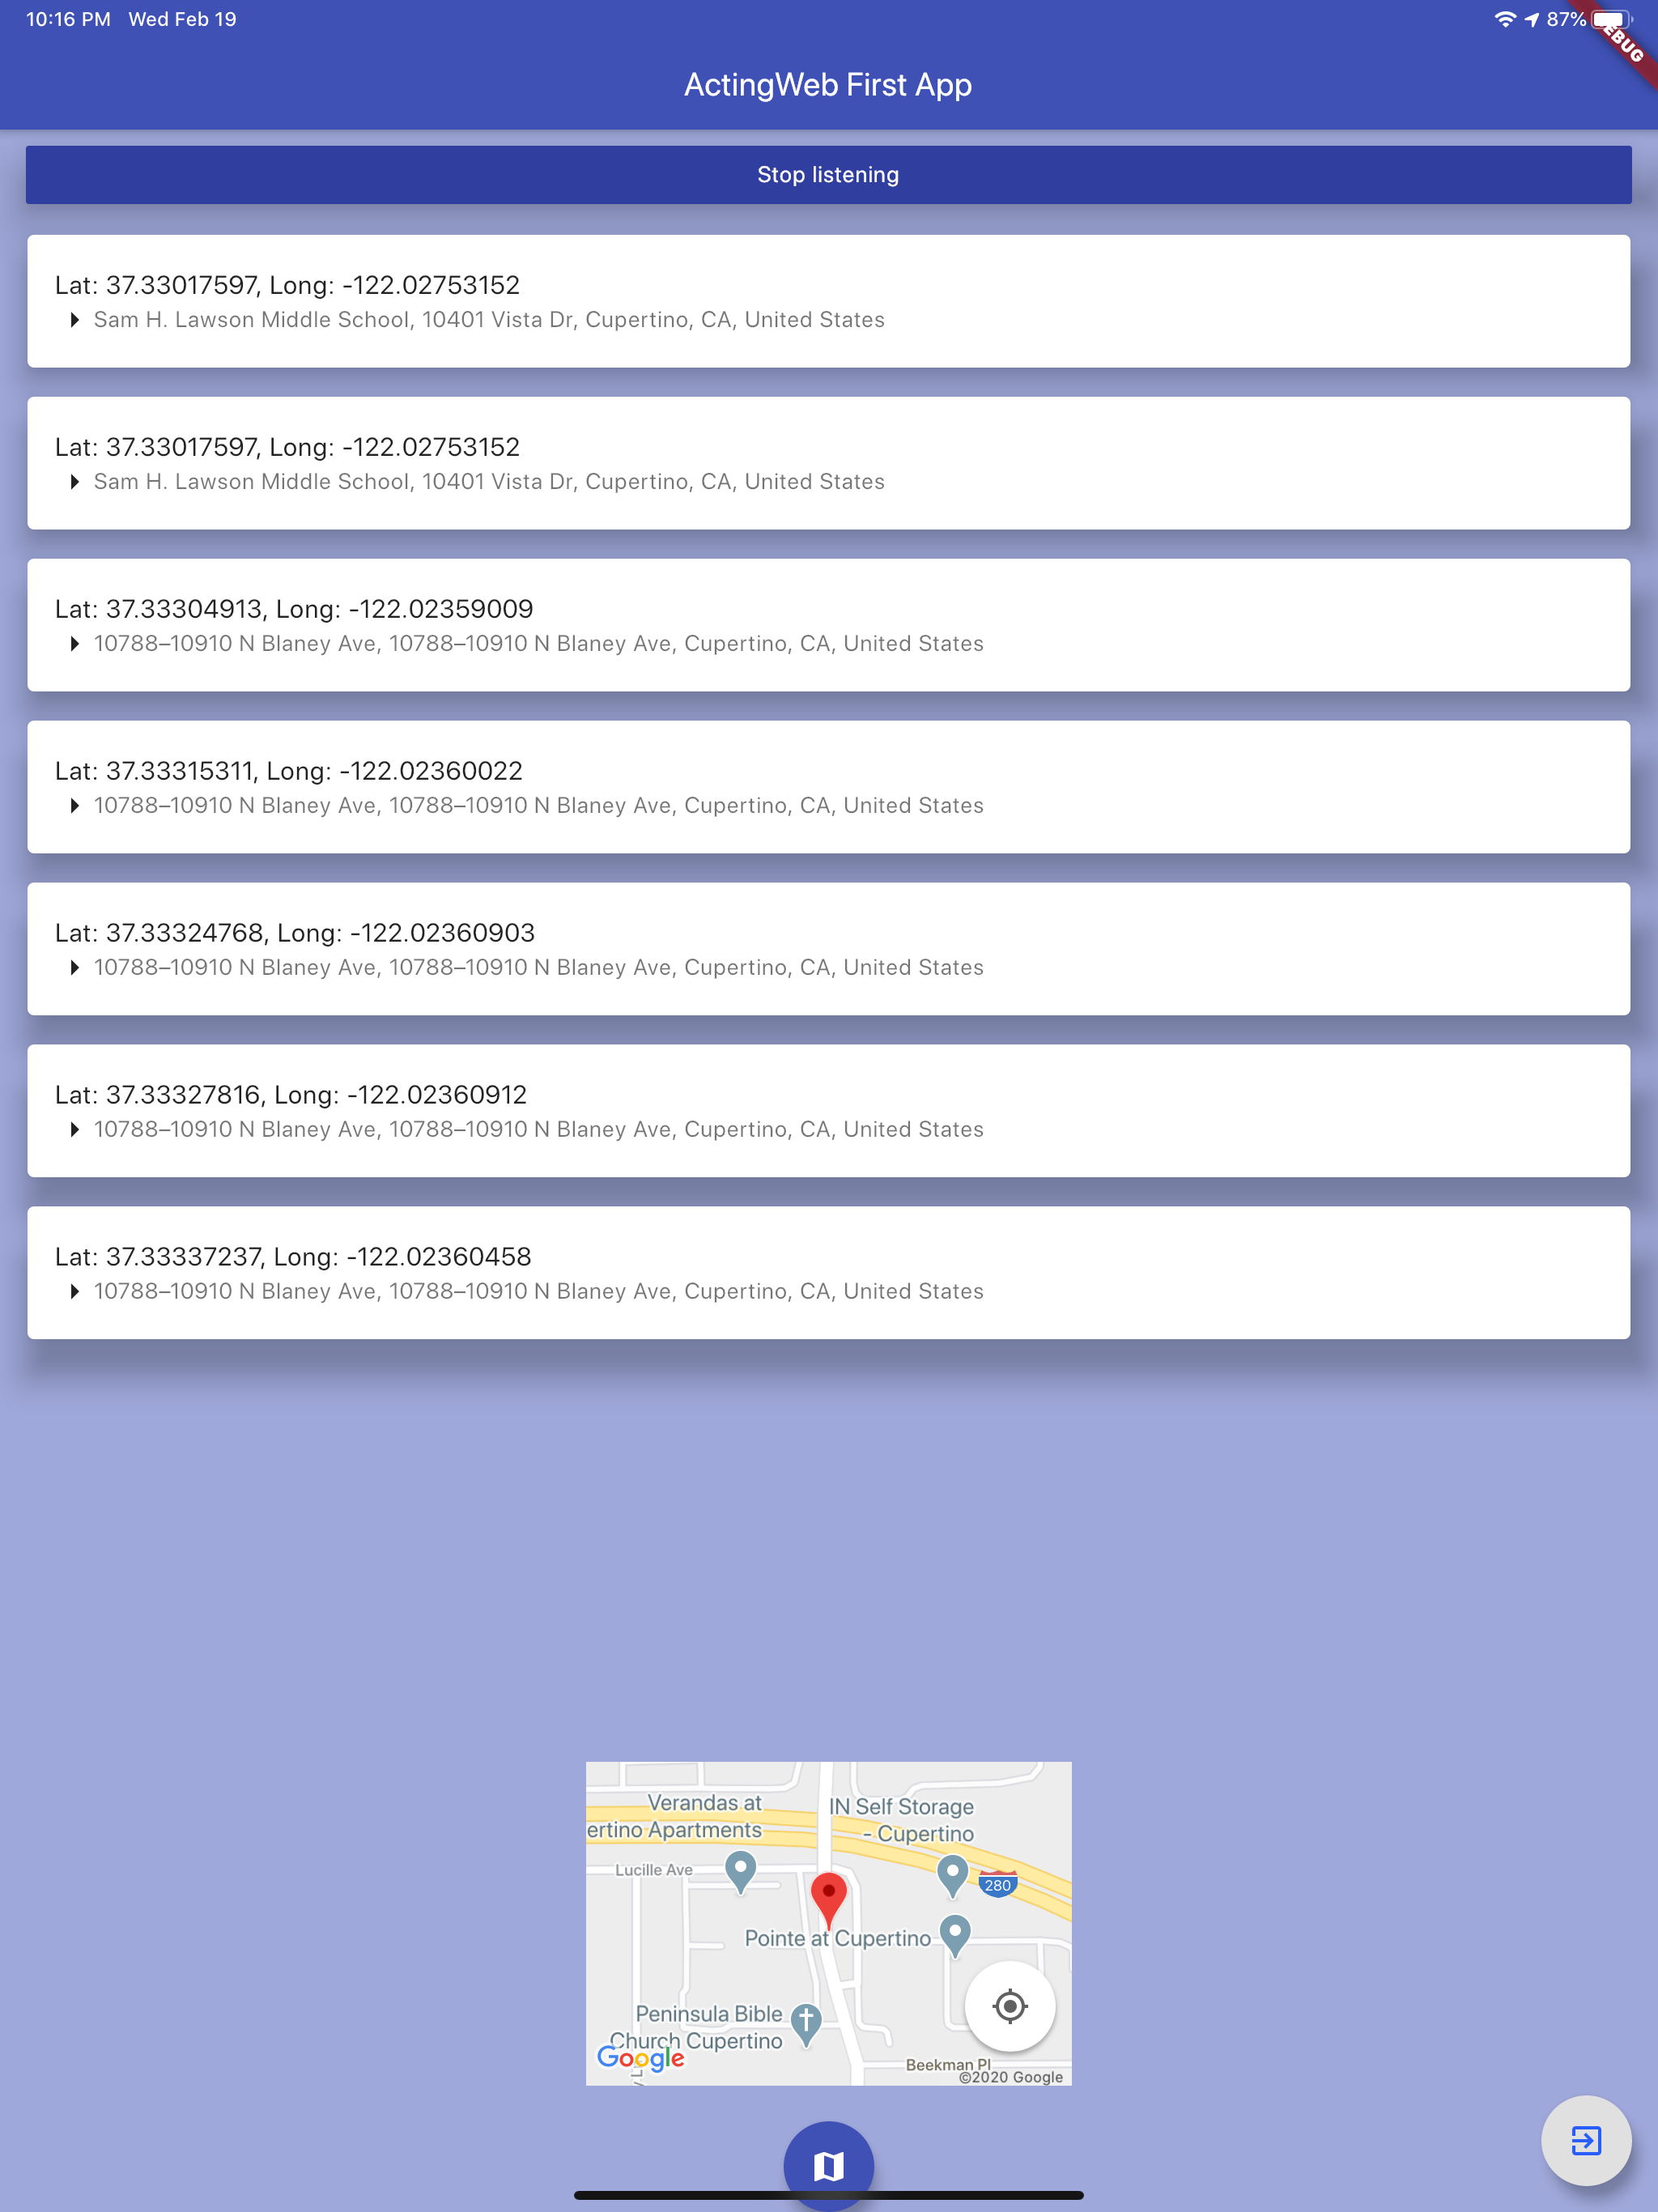 10:16 PM Wed Feb 19
87%
EBUG
ActingWeb First App
Stop listening
Lat: 37.33017597, Long: -122.02753152
Sam H. Lawson Middle School, 10401 Vista Dr, Cupertino, CA, United States
Lat: 37.33017597, Long: -122.02753152
Sam H. Lawson Middle School, 10401 Vista Dr, Cupertino, CA, United States
Lat: 37.33304913, Long: -122.02359009
10788–10910 N Blaney Ave, 10788–10910 N Blaney Ave, Cupertino, CA, United States
Lat: 37.33315311, Long: -122.02360022
10788–10910 N Blaney Ave, 10788–10910 N Blaney Ave, Cupertino, CA, United States
Lat: 37.33324768, Long: -122.02360903
10788–10910 N Blaney Ave, 10788–10910 N Blaney Ave, Cupertino, CA, United States
Lat: 37.33327816, Long: -122.02360912
10788–10910 N Blaney Ave, 10788–10910 N Blaney Ave, Cupertino, CA, United States
Lat: 37.33337237, Long: -122.02360458
10788–10910 N Blaney Ave, 10788–10910 N Blaney Ave, Cupertino, CA, United States
Verandas at
ertino Apartments
IN Self Storage
- Cupertino
Lucille Ave
280
Pointe at Cupertino
Peninsula Bible
Church Cupertino
Google
Beekman Pl
©2020 Google